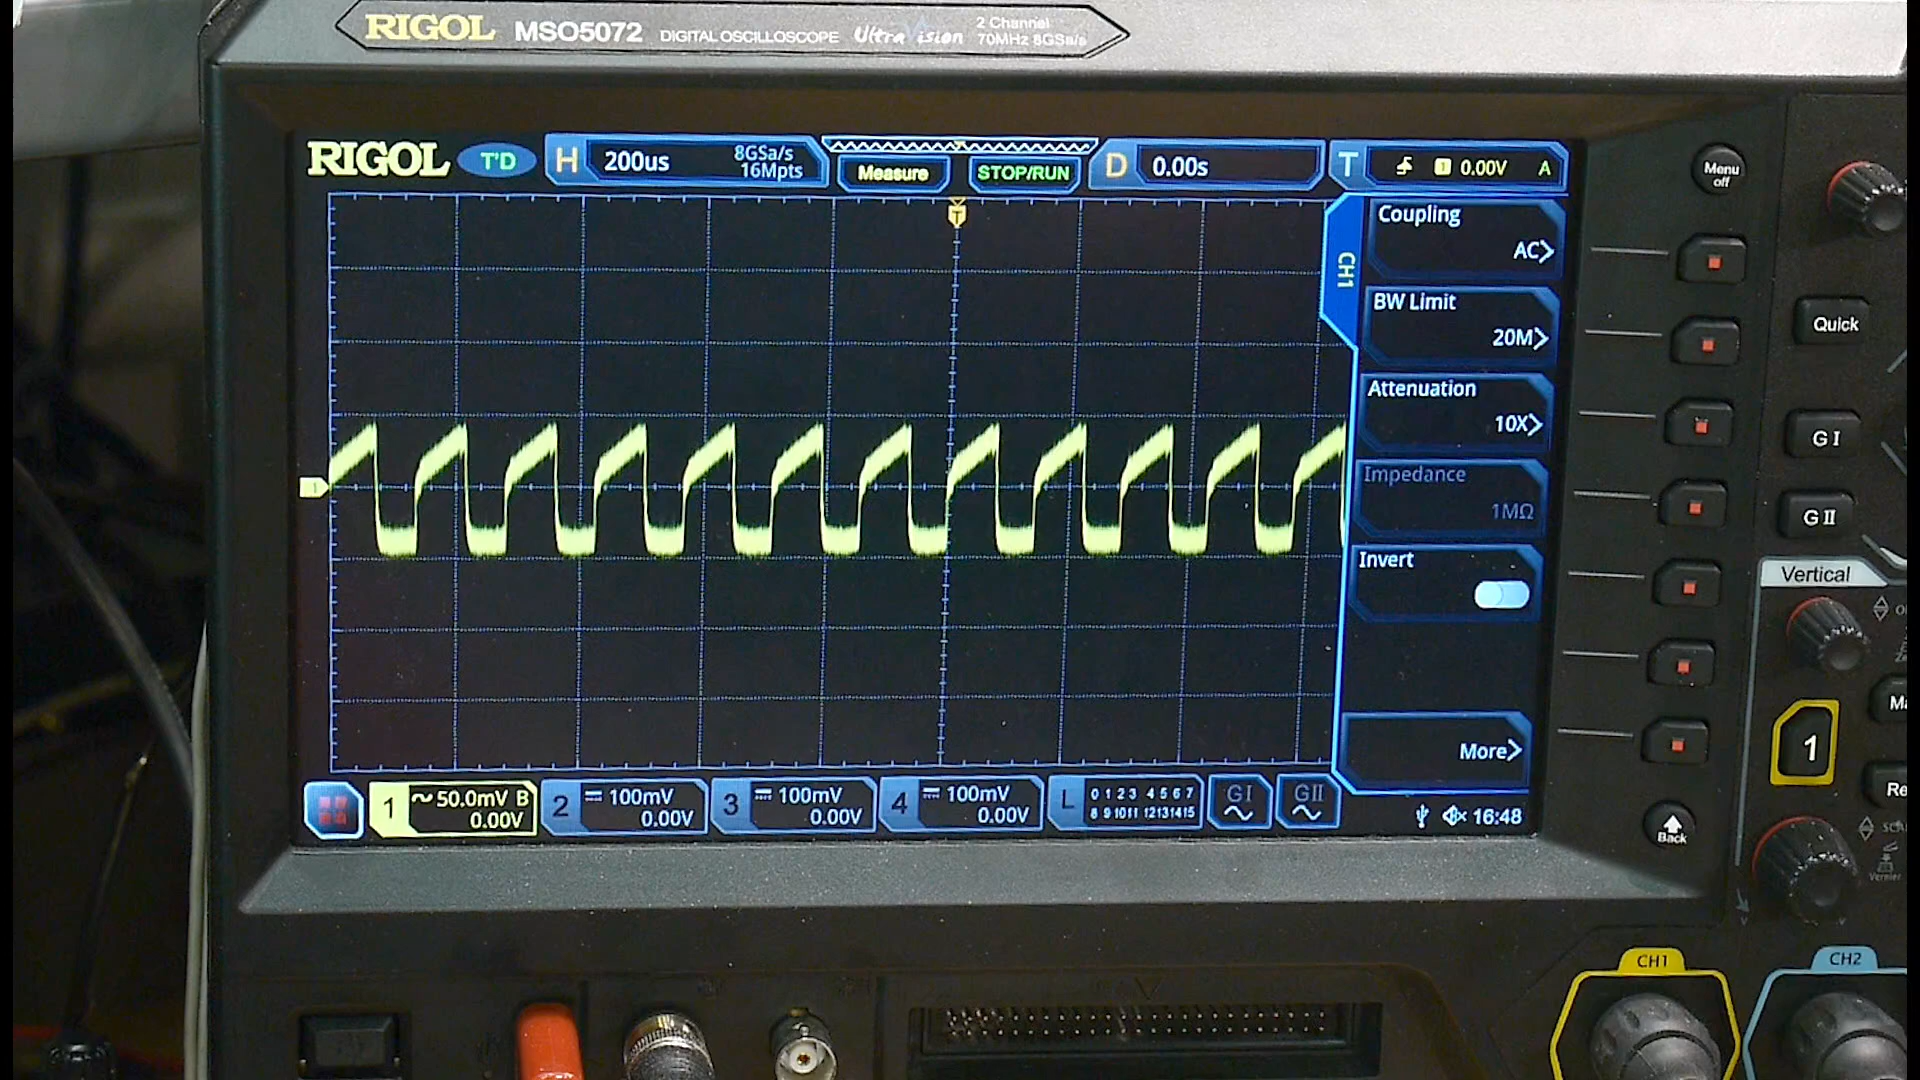 RIGOL MSO5072 DIGITAL OSCILLOSCOPE UltraVision 2 Channel
70MHz 8GSa/s
RIGOL T'D H 200us 8GSa/s
16Mpts
Measure STOP/RUN D 0.00s T 1 0.00V A
T
CH1
Coupling
AC
BW Limit
20M
Attenuation
10X
Impedance
1MΩ
Invert
More
1
1 50.0mV B
0.00V
2 100mV
0.00V
3 100mV
0.00V
4 100mV
0.00V
L 0 1 2 3 4 5 6 7
8 9 10 11 12 13 14 15
GI
GII
16:48
Menu
off
Quick
G I
G II
Vertical
1
Back
Vernier
CH1
CH2